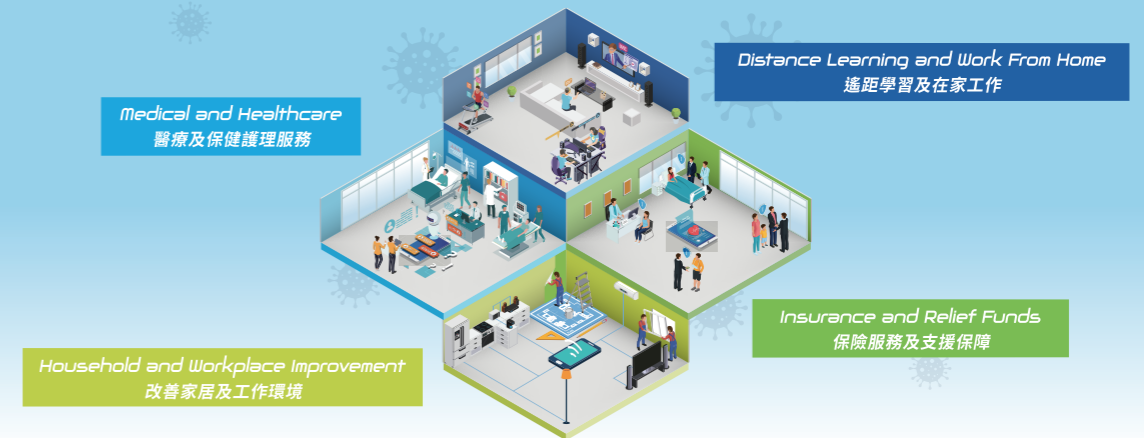 Distance Learning and Work From Home
遙距學習及在家工作
Medical and Healthcare
醫療及保健護理服務
Insurance and Relief Funds
保險服務及支援保障
Household and Workplace Improvement
改善家居及工作環境